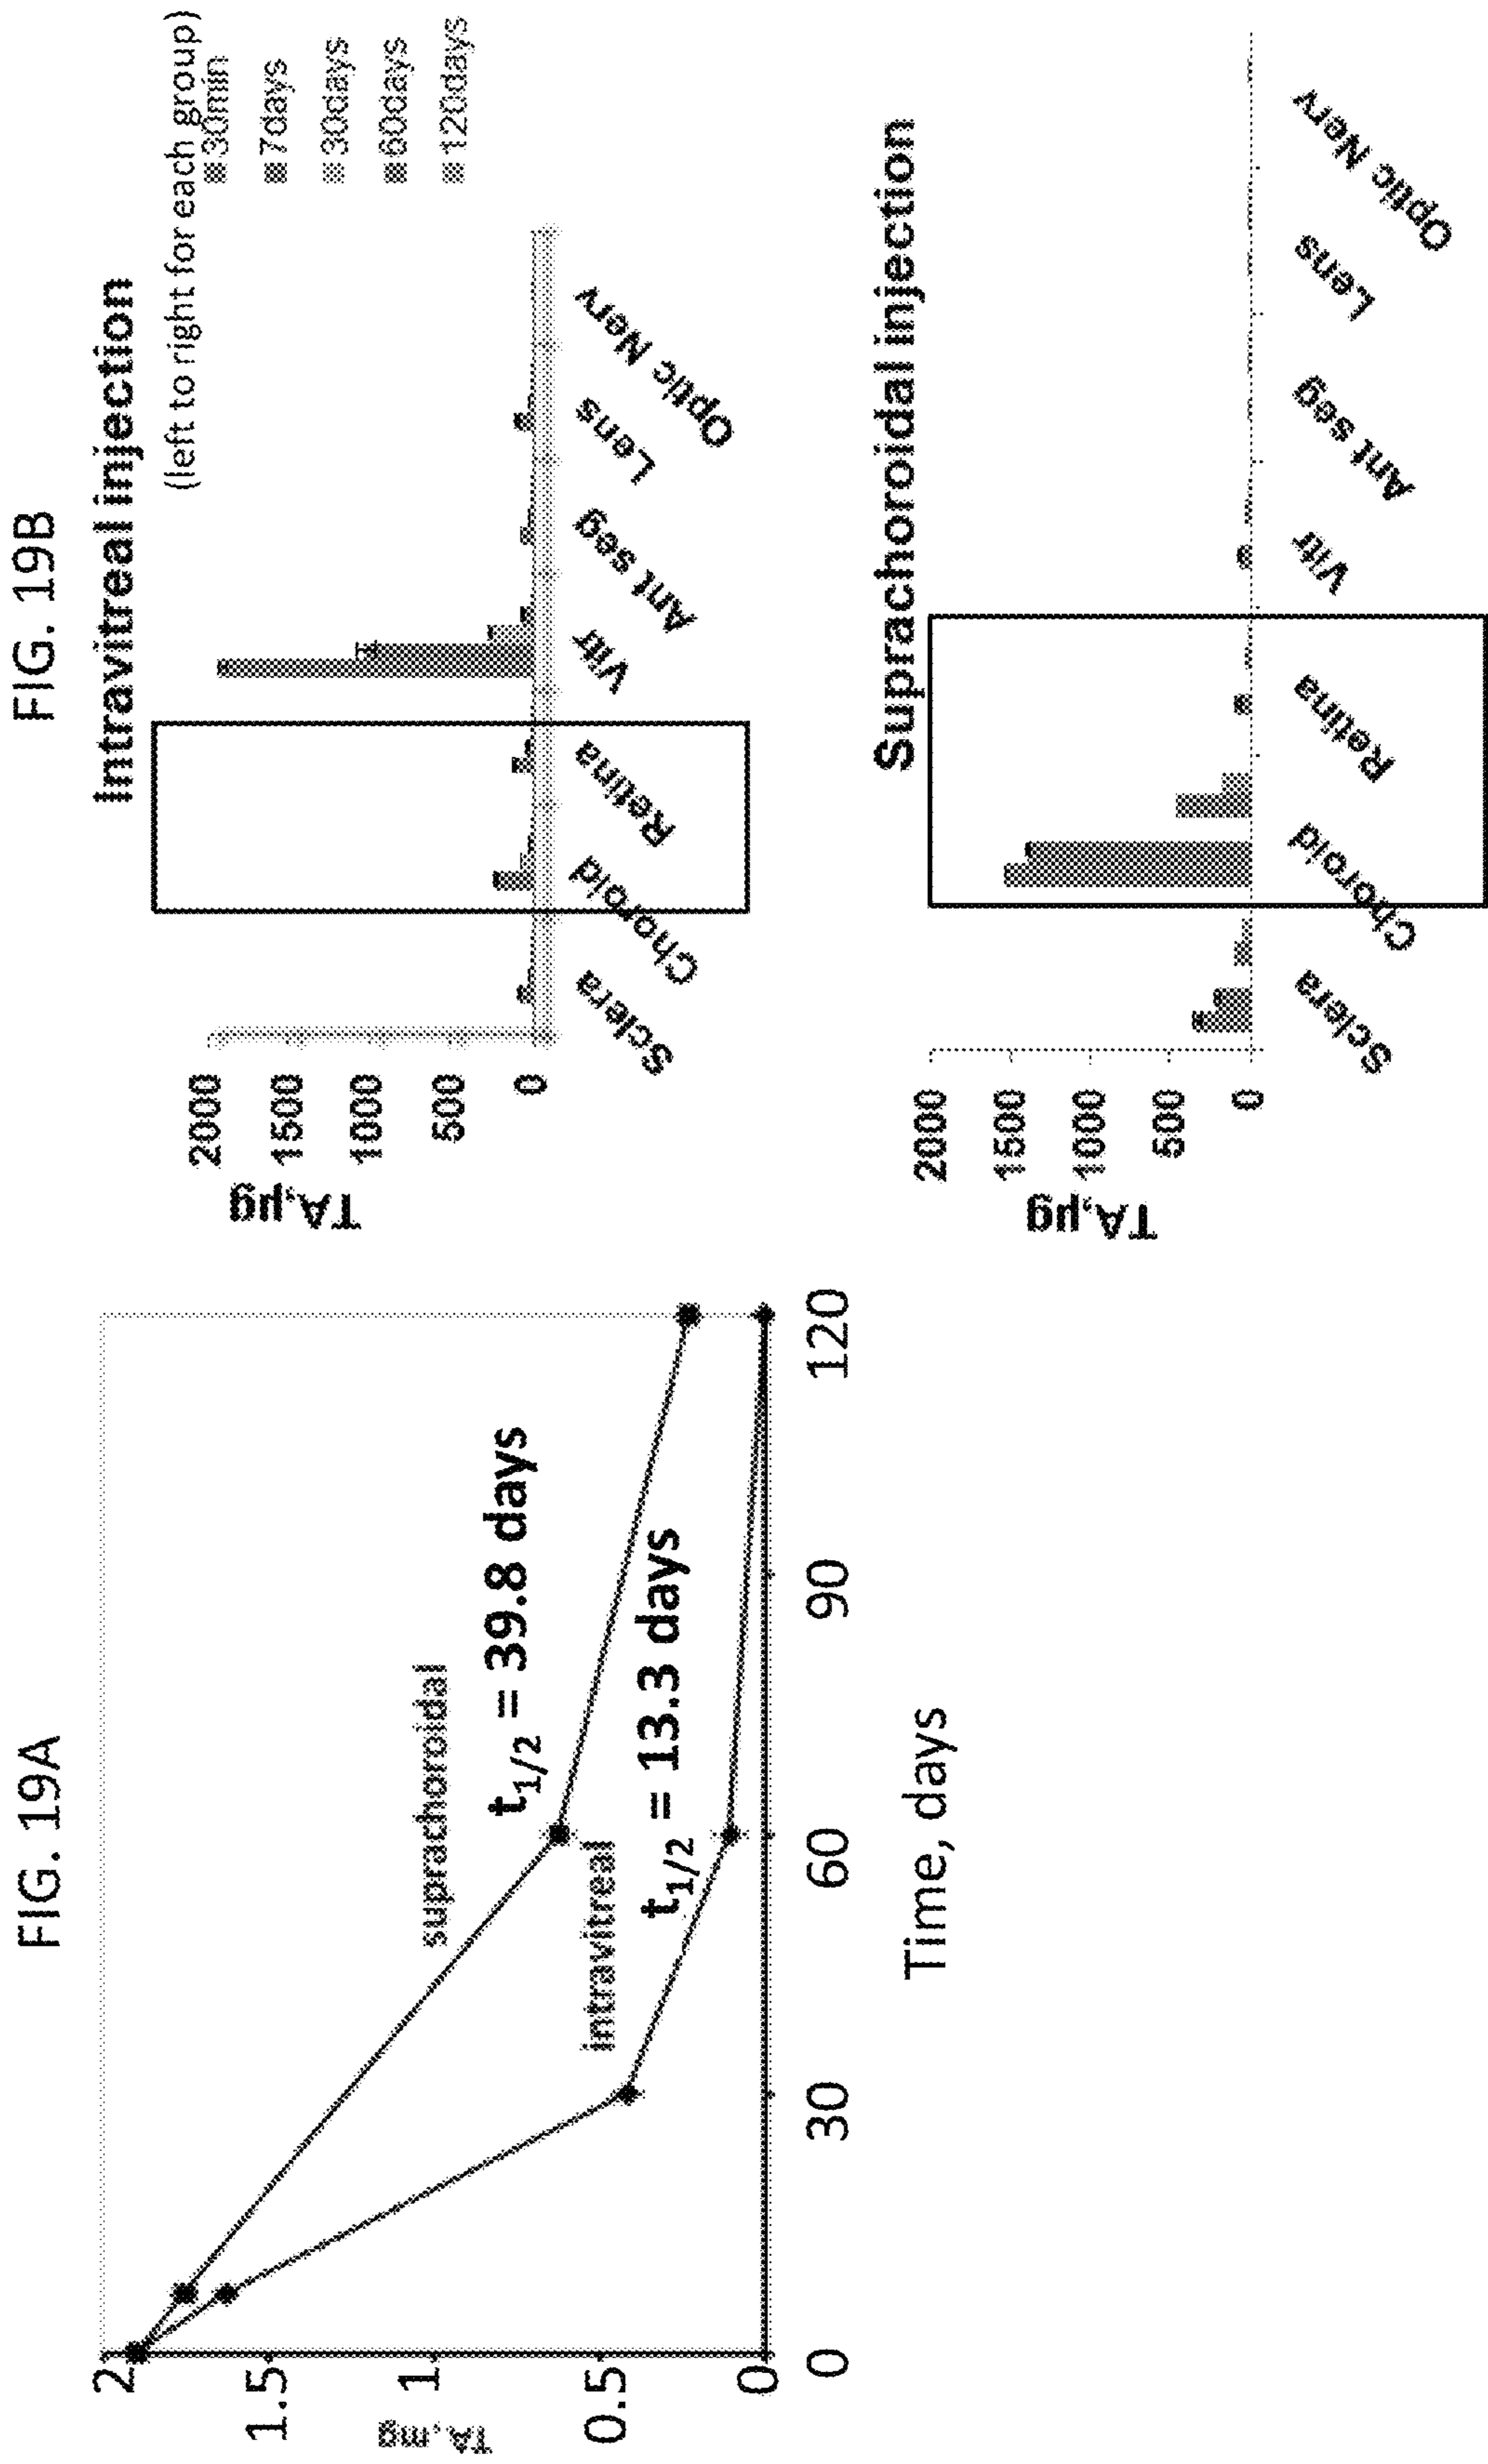 FIG. 19A
2
1.5
1
0.5
0
TA, mg
suprachoroidal
t1/2 = 39.8 days
intravitreal
t1/2 = 13.3 days
0
30
60
90
120
Time, days
FIG. 19B
Intravitreal injection
(left to right for each group)
30min
7days
30days
60days
120days
TA,µg
2000
1500
1000
500
0
Sclera
Choroid
Retina
Vitr
Ant seg
Lens
Optic Nerv
Suprachoroidal injection
TA,µg
2000
1500
1000
500
0
Sclera
Choroid
Retina
Vitr
Ant seg
Lens
Optic Nerv